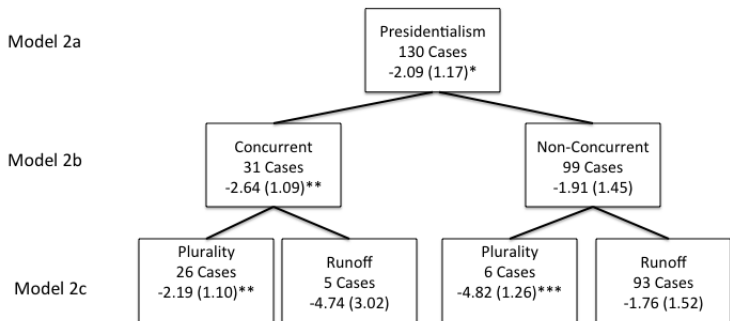 Model 2a
Presidentialism
130 Cases
-2.09 (1.17)*
Model 2b
Concurrent
31 Cases
-2.64 (1.09)**
Non-Concurrent
99 Cases
-1.91 (1.45)
Model 2c
Plurality
26 Cases
-2.19 (1.10)**
Runoff
5 Cases
-4.74 (3.02)
Plurality
6 Cases
-4.82 (1.26)***
Runoff
93 Cases
-1.76 (1.52)